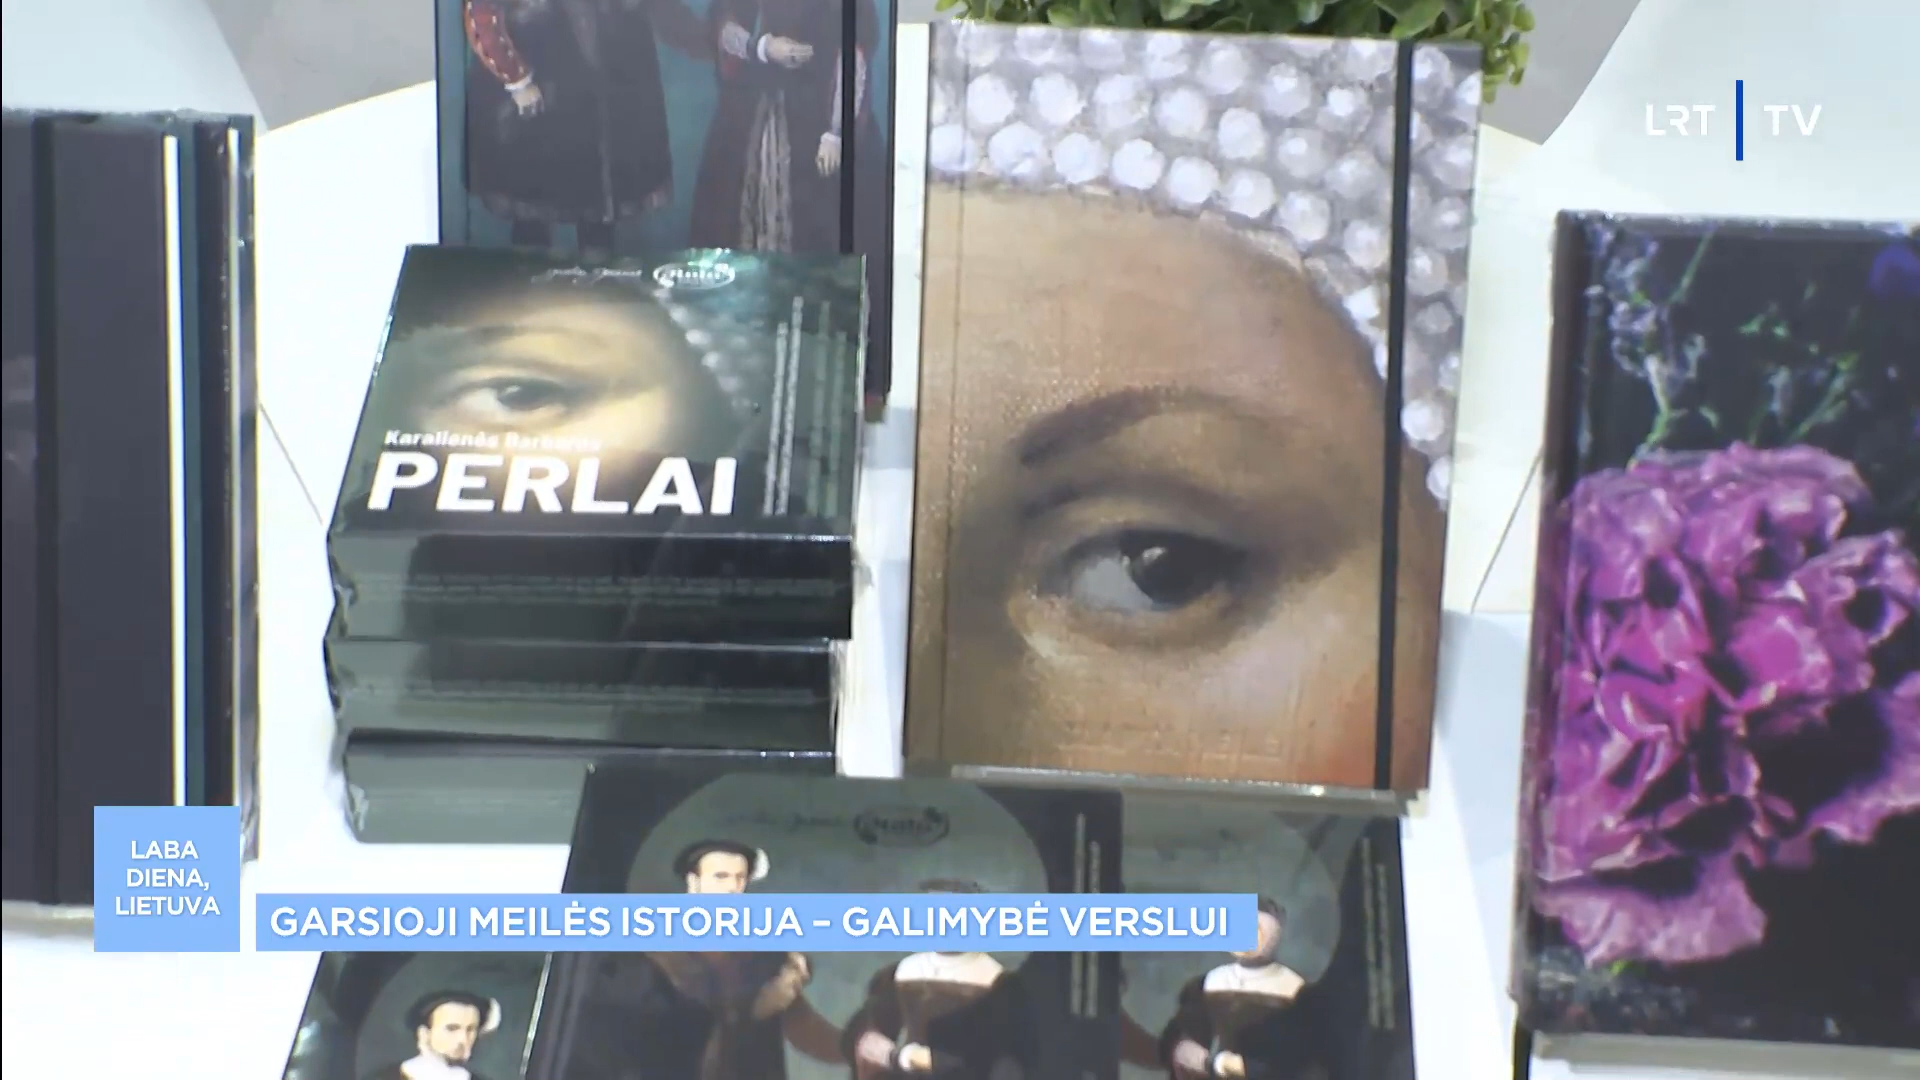 LRT | TV
Karalienės Barboros
PERLAI
LABA
DIENA,
LIETUVA
GARSIOJI MEILĖS ISTORIJA – GALIMYBĖ VERSLUI